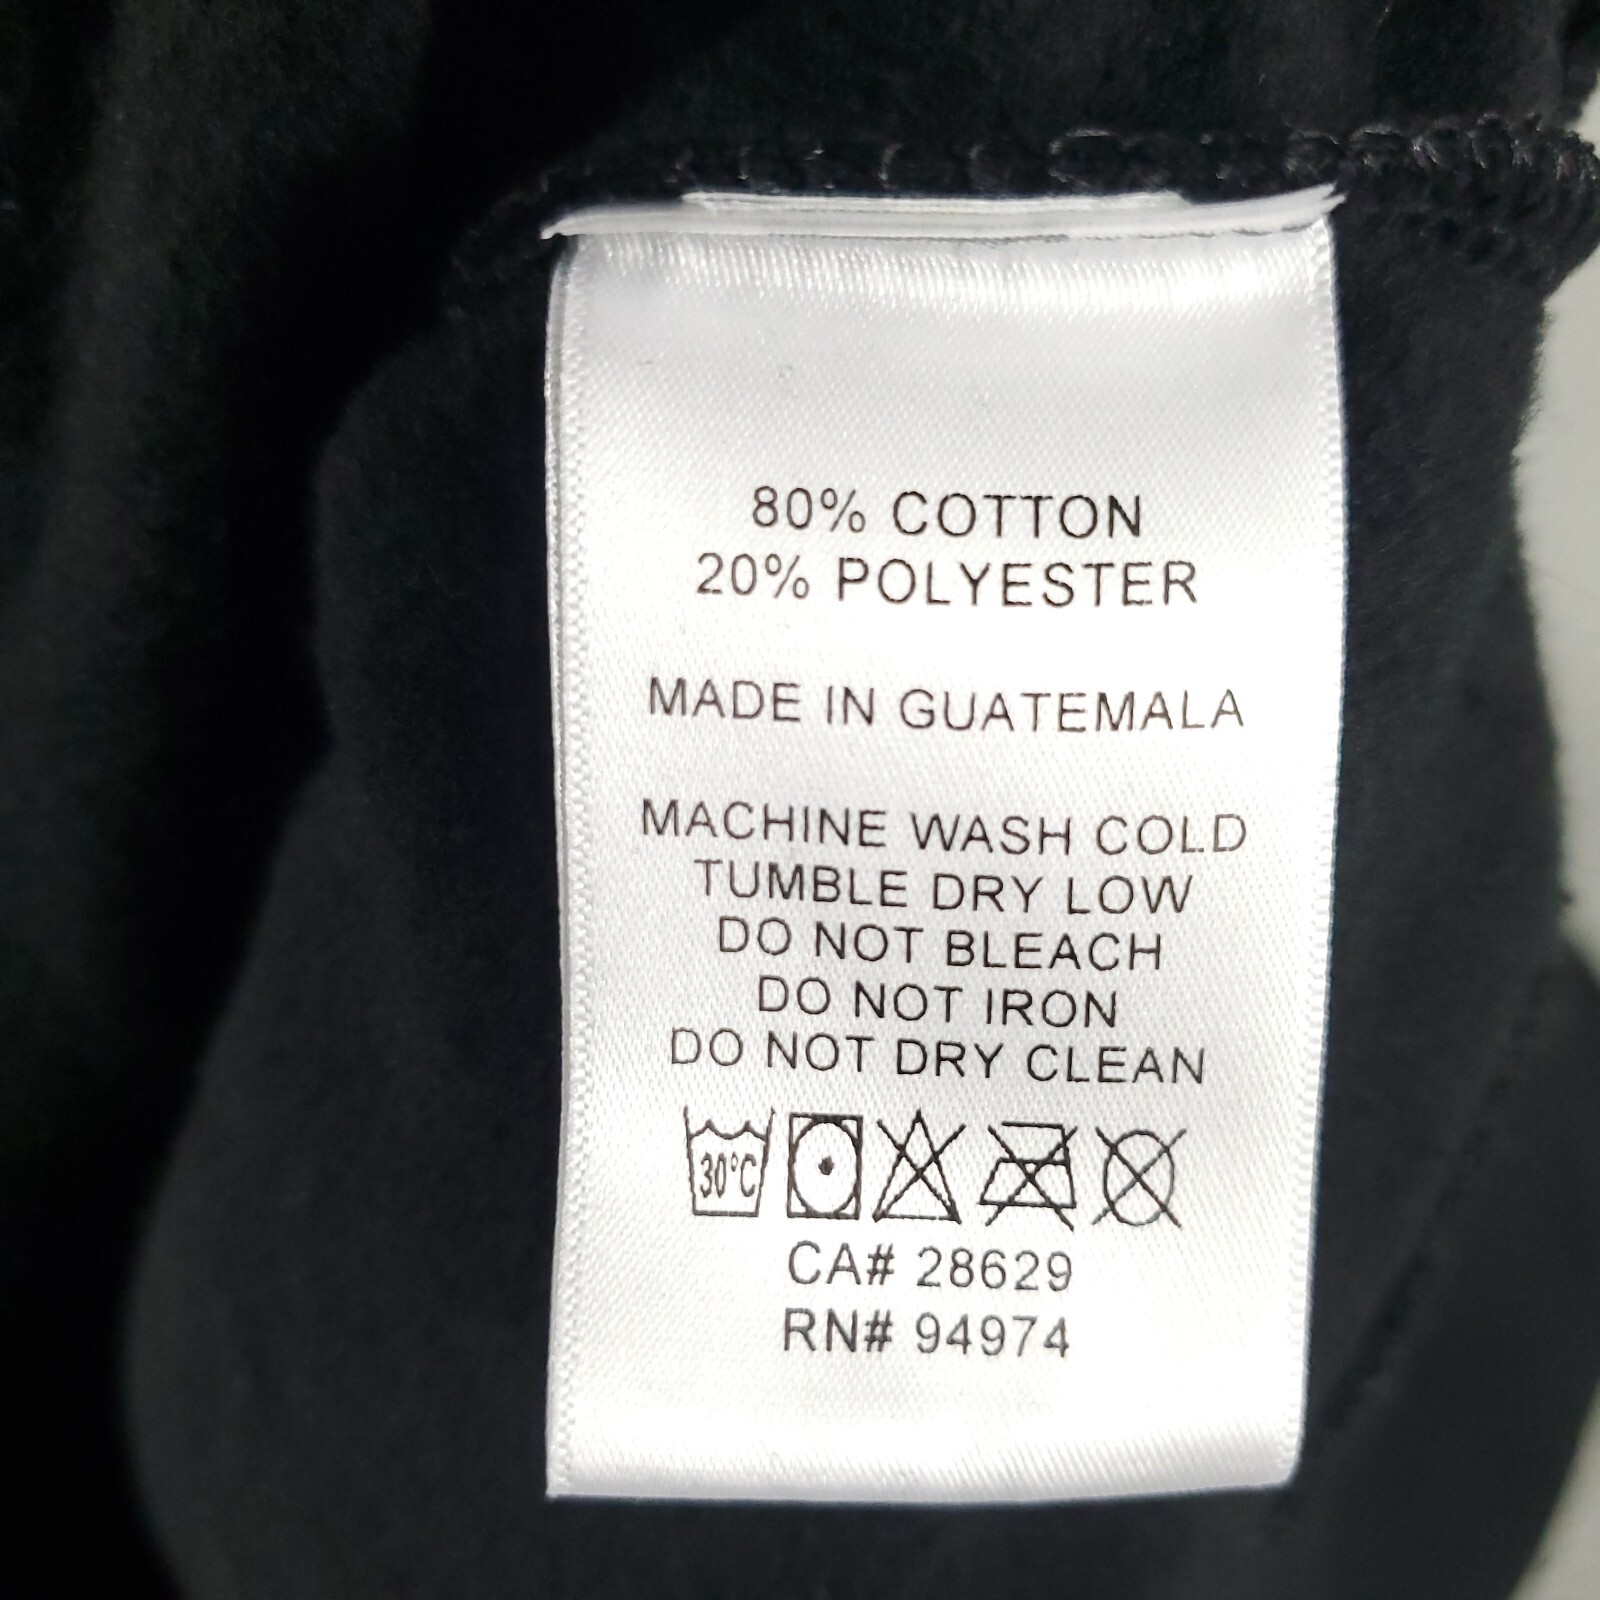 80% COTTON
20% POLYESTER
MADE IN GUATEMALA
MACHINE WASH COLD
TUMBLE DRY LOW
DO NOT BLEACH
DO NOT IRON
DO NOT DRY CLEAN
30°C
CA# 28629
RN# 94974